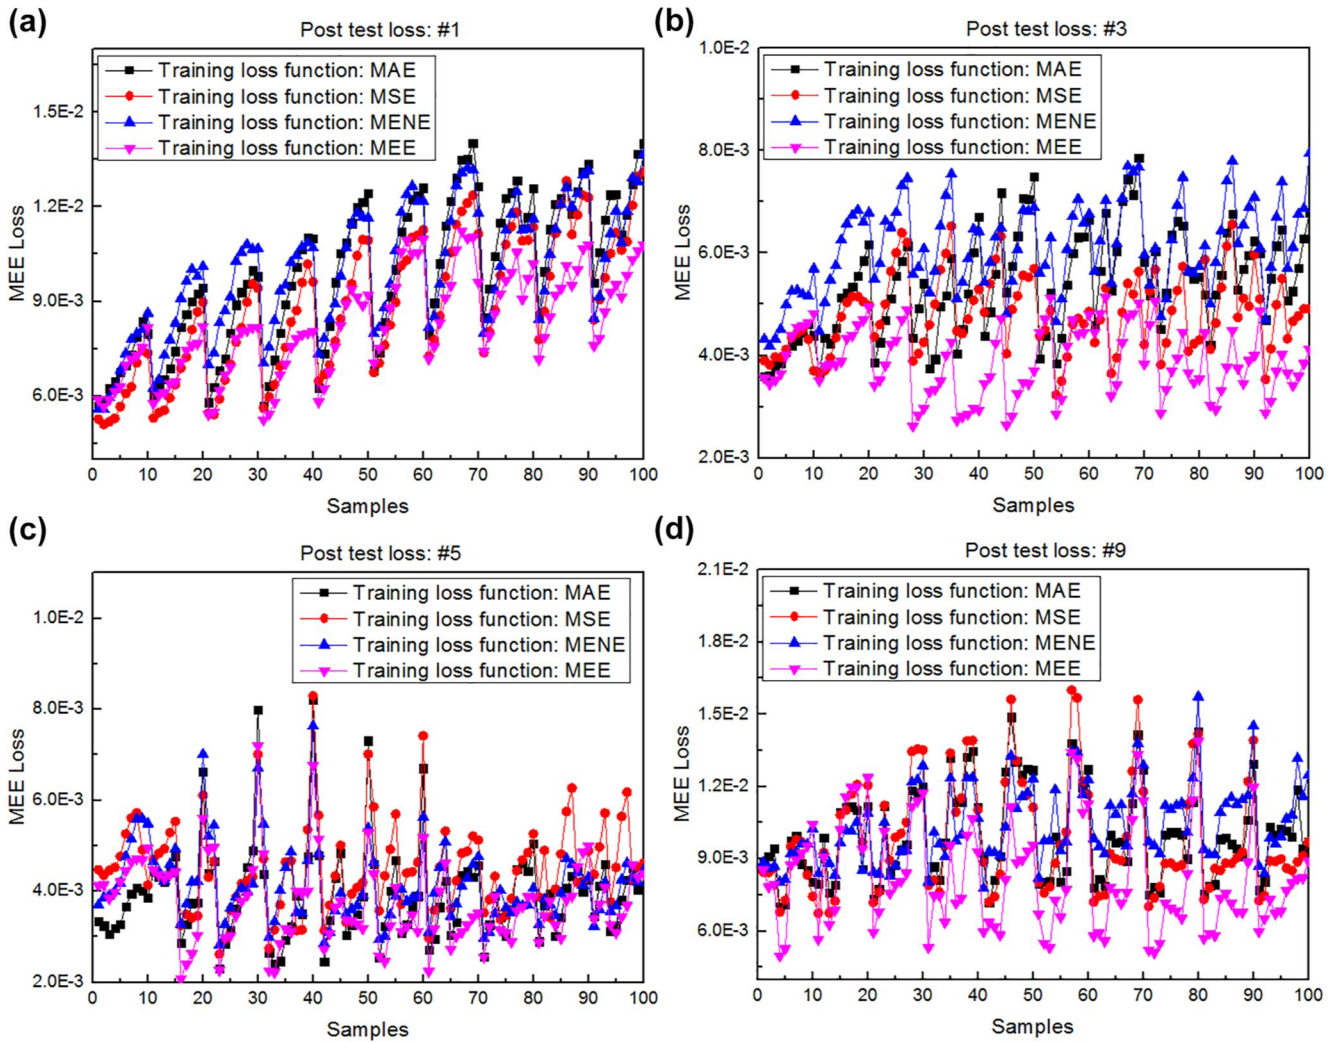 (a)
Post test loss: #1
Training loss function: MAE
Training loss function: MSE
Training loss function: MENE
Training loss function: MEE
1.5E-2
1.2E-2
9.0E-3
6.0E-3
MEE Loss
0 10 20 30 40 50 60 70 80 90 100
Samples
(b)
Post test loss: #3
1.0E-2
Training loss function: MAE
Training loss function: MSE
Training loss function: MENE
Training loss function: MEE
8.0E-3
6.0E-3
4.0E-3
2.0E-3
MEE Loss
0 10 20 30 40 50 60 70 80 90 100
Samples
(c)
Post test loss: #5
Training loss function: MAE
Training loss function: MSE
Training loss function: MENE
Training loss function: MEE
1.0E-2
8.0E-3
6.0E-3
4.0E-3
2.0E-3
MEE Loss
0 10 20 30 40 50 60 70 80 90 100
Samples
(d)
Post test loss: #9
2.1E-2
Training loss function: MAE
Training loss function: MSE
Training loss function: MENE
Training loss function: MEE
1.8E-2
1.5E-2
1.2E-2
9.0E-3
6.0E-3
MEE Loss
0 10 20 30 40 50 60 70 80 90 100
Samples